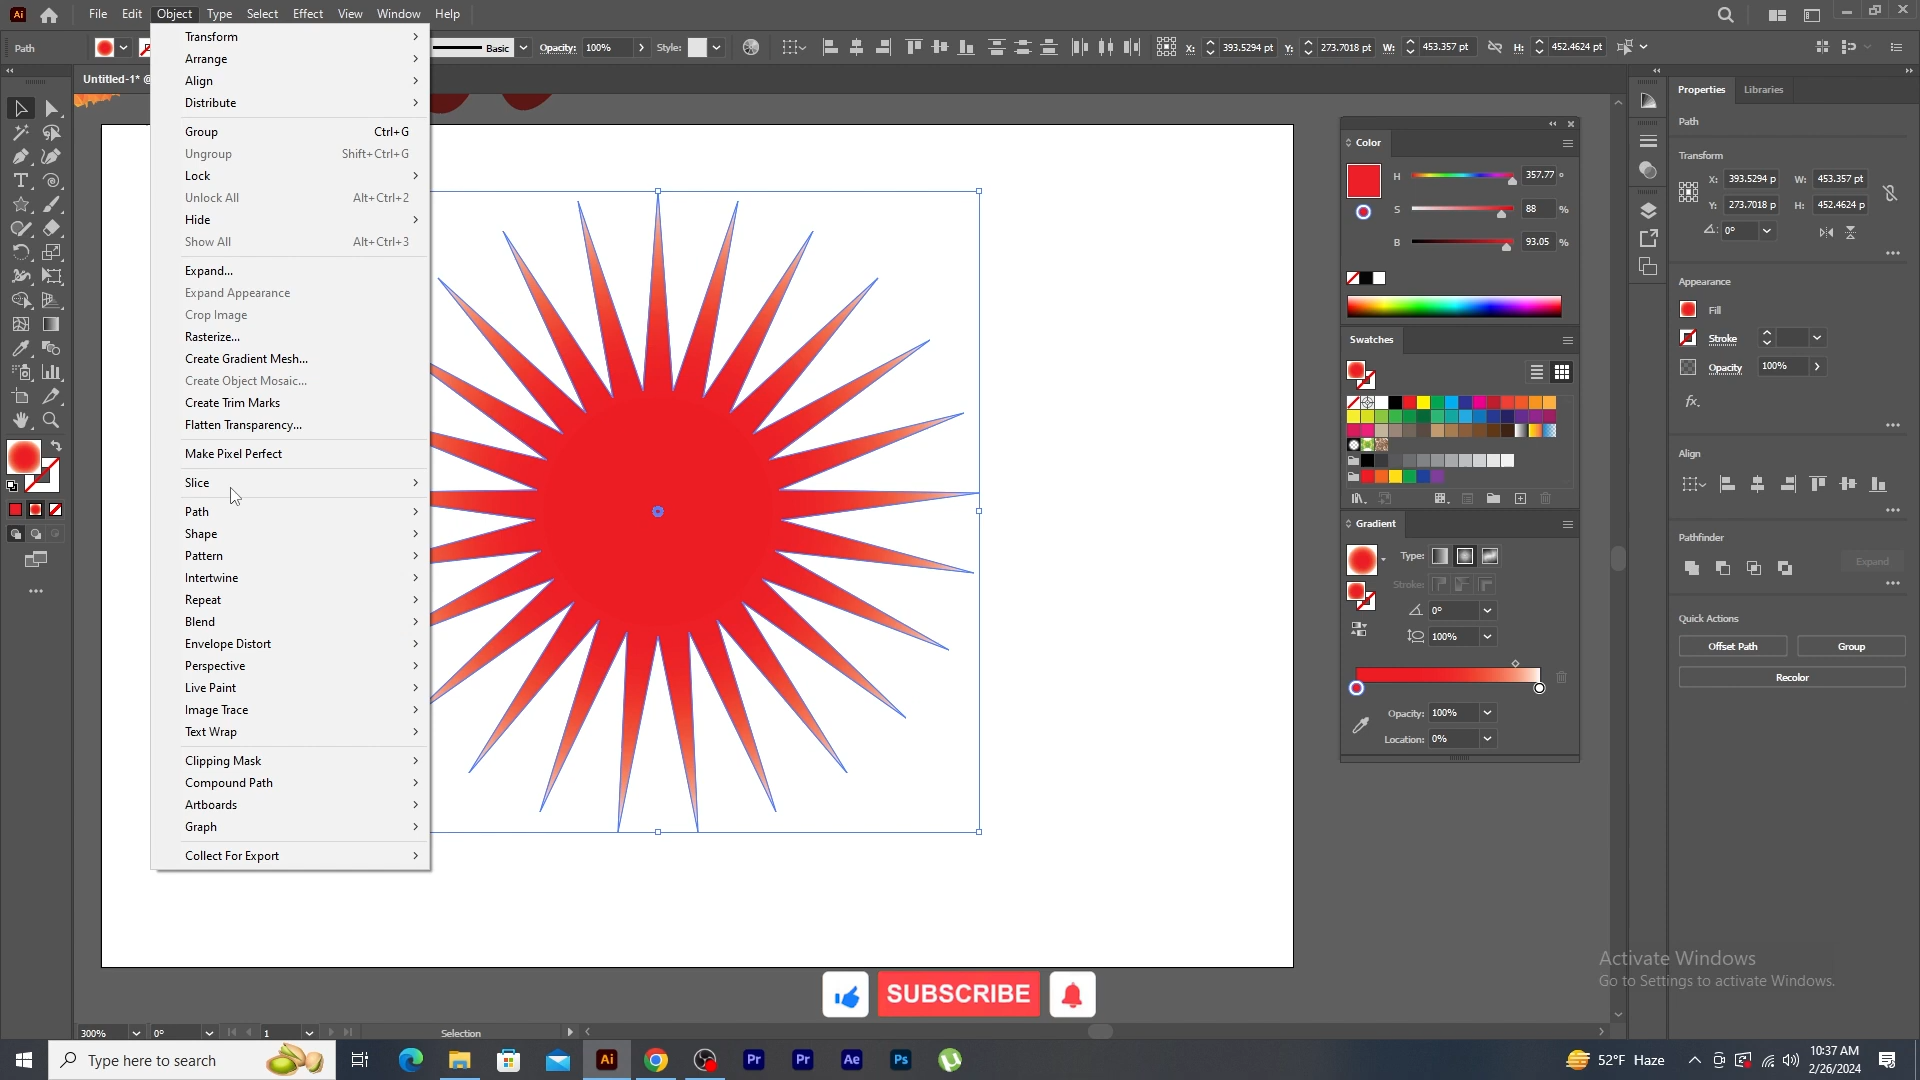 Ai File Edit Object Type Select Effect View Window Help
Path Basic Opacity: 100% Style: X: 393.5294 pt Y: 273.7018 pt W: 453.357 pt H: 452.4624 pt
Untitled-1* @
Transform
Arrange
Align
Distribute
Group Ctrl+G
Ungroup Shift+Ctrl+G
Lock
Unlock All Alt+Ctrl+2
Hide
Show All Alt+Ctrl+3
Expand...
Expand Appearance
Crop Image
Rasterize...
Create Gradient Mesh...
Create Object Mosaic...
Create Trim Marks
Flatten Transparency...
Make Pixel Perfect
Slice
Path
Shape
Pattern
Intertwine
Repeat
Blend
Envelope Distort
Perspective
Live Paint
Image Trace
Text Wrap
Clipping Mask
Compound Path
Artboards
Graph
Collect For Export
Color
H 357.77 °
S 88 %
B 93.05 %
Swatches
Gradient
Type:
Stroke:
0°
100%
Opacity: 100%
Location: 0%
Properties Libraries
Path
Transform
X: 393.5294 p W: 453.357 pt
Y: 273.7018 p H: 452.4624 p
0°
Appearance
Fill
Stroke
Opacity 100%
fx.
Align
Pathfinder
Expand
Quick Actions
Offset Path Group
Recolor
Activate Windows
Go to Settings to activate Windows.
SUBSCRIBE
300% 0° 1 Selection
Type here to search Ai Pr Pr Ae Ps 52°F Haze 10:37 AM
2/26/2024